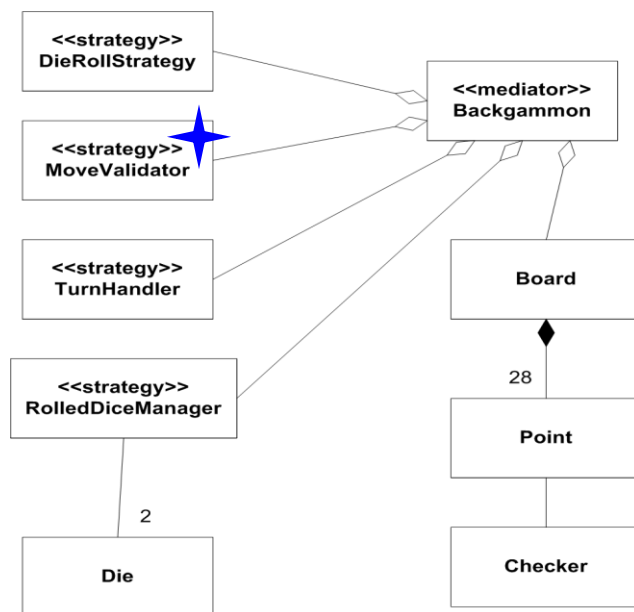 <<strategy>>
DieRollStrategy
<<mediator>>
Backgammon
<<strategy>>
MoveValidator
<<strategy>>
TurnHandler
Board
<<strategy>>
RolledDiceManager
28
Point
2
Die
Checker